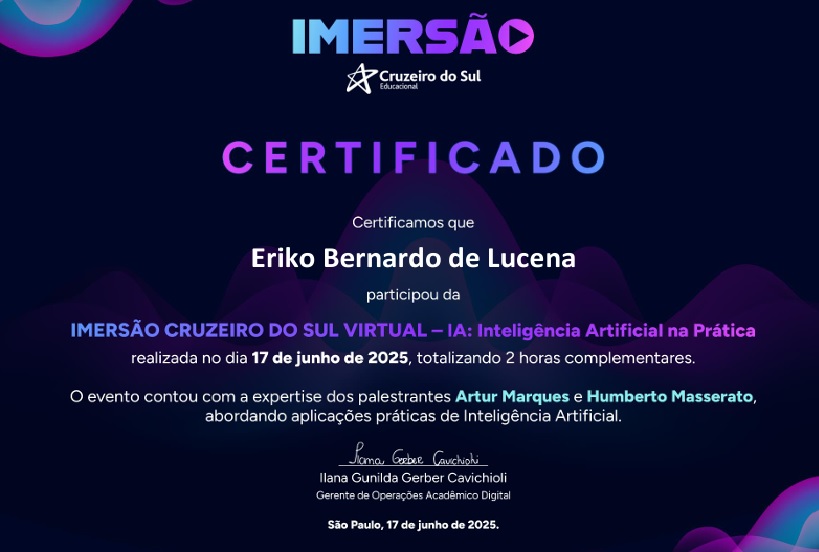 IMERSÃO
Cruzeiro do Sul
Educacional
CERTIFICADO
Certificamos que
Eriko Bernardo de Lucena
participou da
IMERSÃO CRUZEIRO DO SUL VIRTUAL – IA: Inteligência Artificial na Prática
realizada no dia 17 de junho de 2025, totalizando 2 horas complementares.
O evento contou com a expertise dos palestrantes Artur Marques e Humberto Masserato,
abordando aplicações práticas de Inteligência Artificial.
Ilana Gerber Cavichioli
Ilana Gunilda Gerber Cavichioli
Gerente de Operações Acadêmico Digital
São Paulo, 17 de junho de 2025.